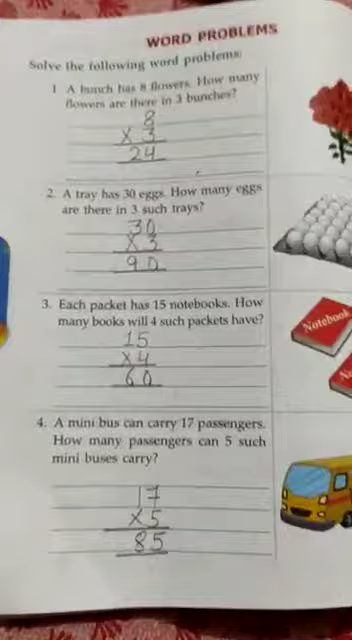 WORD PROBLEMS
Solve the following word problems:
1 A bunch has 8 flowers. How many
flowers are there in 3 bunches?
8
× 3
24
2. A tray has 30 eggs. How many eggs
are there in 3 such trays?
30
×3
90
3. Each packet has 15 notebooks. How
many books will 4 such packets have?
Notebook
15
×4
60
4. A mini bus can carry 17 passengers.
How many passengers can 5 such
mini buses carry?
17
×5
85